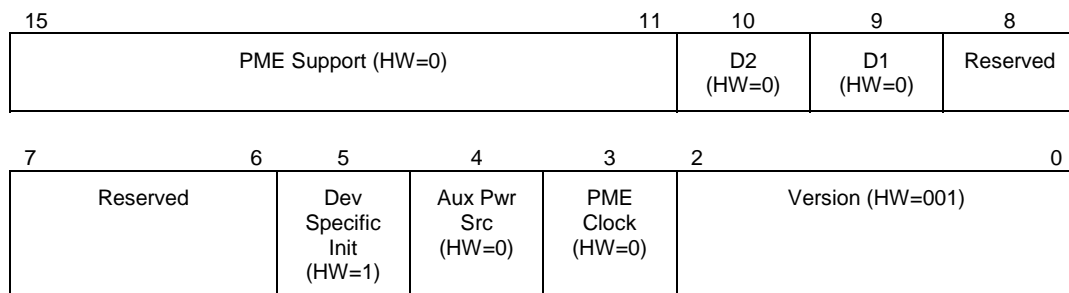 15 11 10 9 8
PME Support (HW=0) D2 D1 Reserved
(HW=0) (HW=0)
7 6 5 4 3 2 0
Reserved Dev Aux Pwr PME Version (HW=001)
Specific Src Clock
Init (HW=0) (HW=0)
(HW=1)